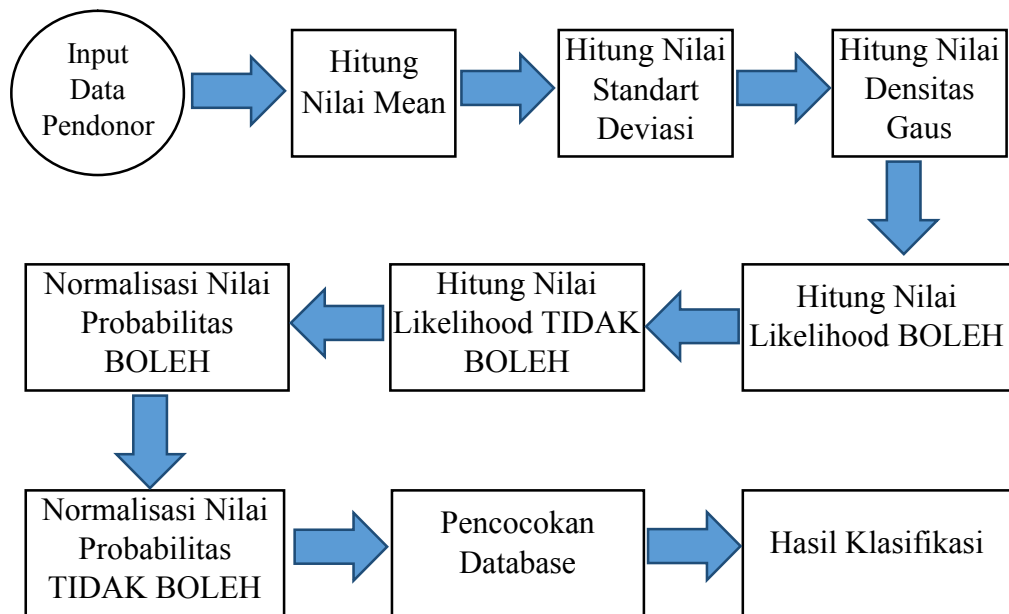 Input
Data
Pendonor
Hitung
Nilai Mean
Hitung Nilai
Standart
Deviasi
Hitung Nilai
Densitas
Gaus
Hitung Nilai
Likelihood BOLEH
Hitung Nilai
Likelihood TIDAK
BOLEH
Normalisasi Nilai
Probabilitas
BOLEH
Normalisasi Nilai
Probabilitas
TIDAK BOLEH
Pencocokan
Database
Hasil Klasifikasi